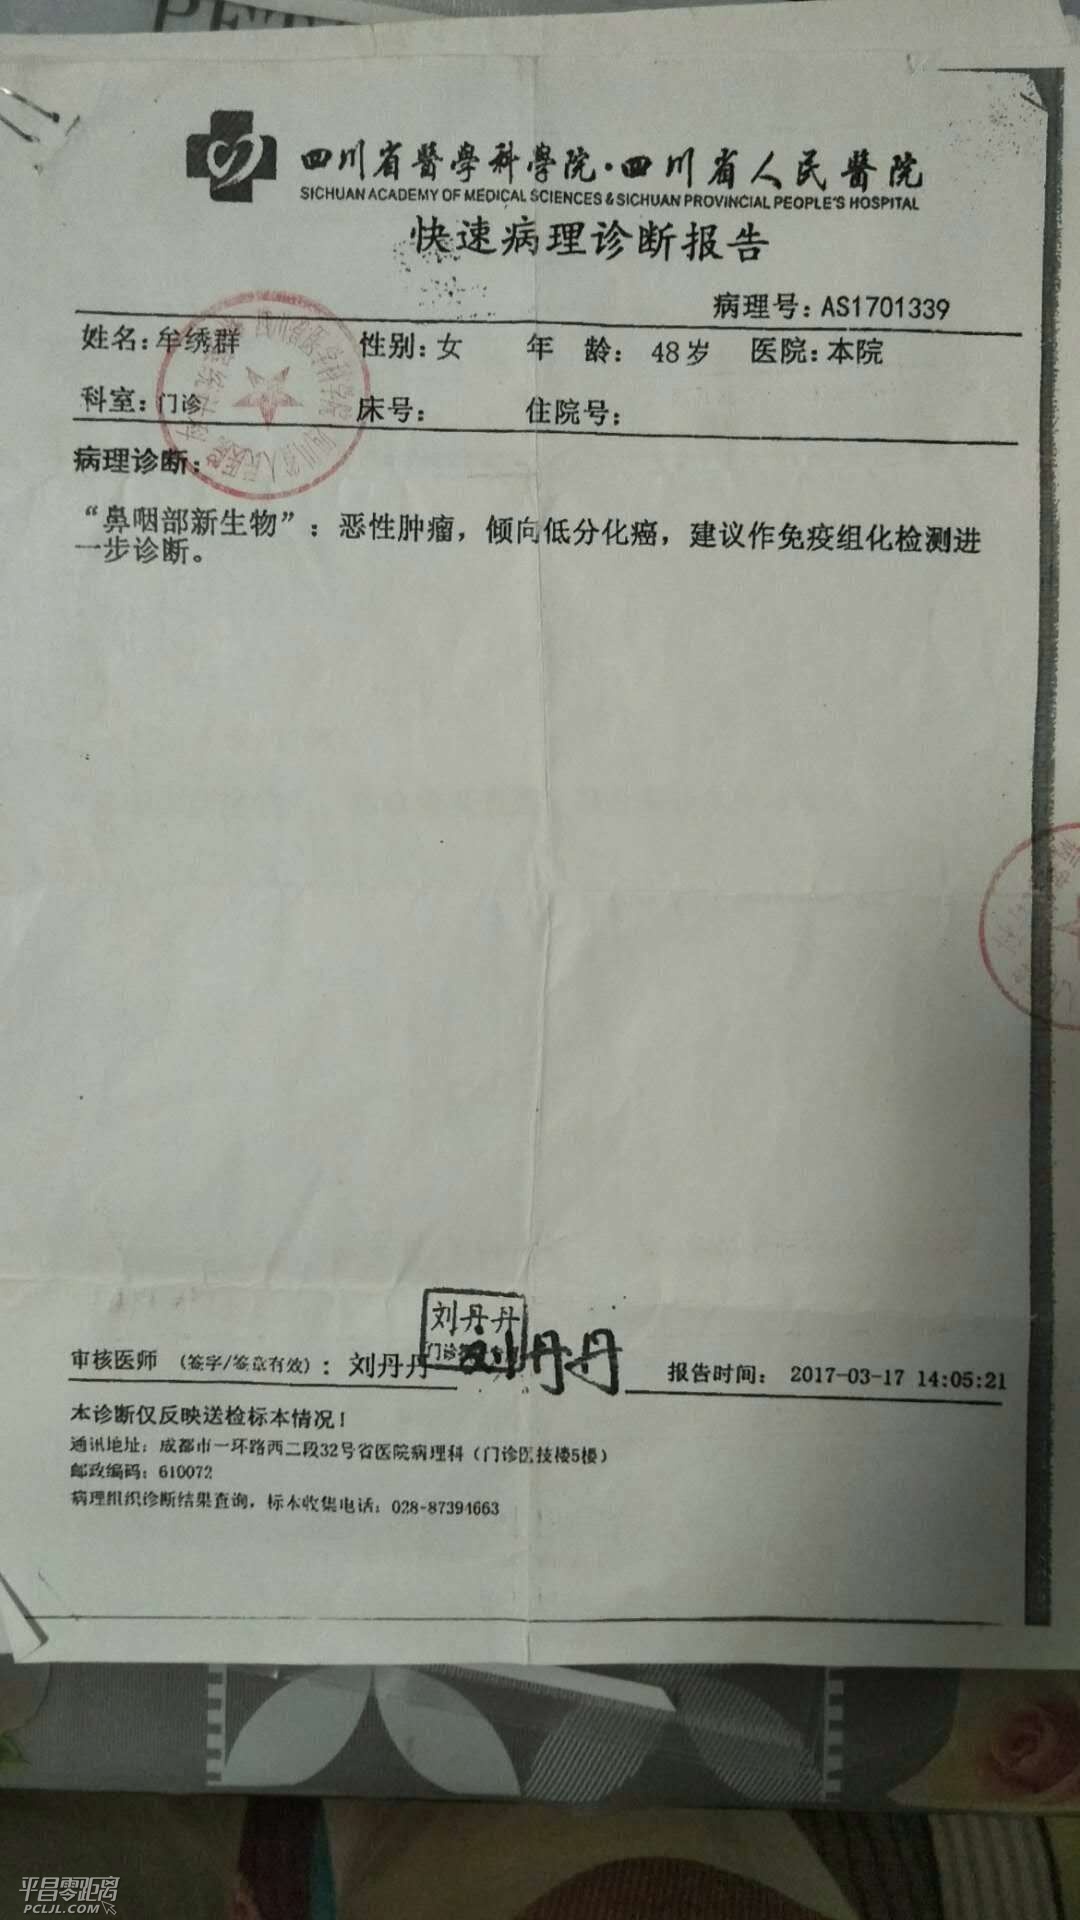 四川省醫學科學院·四川省人民醫院
SICHUAN ACADEMY OF MEDICAL SCIENCES & SICHUAN PROVINCIAL PEOPLE'S HOSPITAL
快速病理诊断报告
病理号：AS1701339
姓名：牟绣群 性别：女 年 龄： 48岁 医院：本院
科室：门诊 床号： 住院号：
病理诊断：
“鼻咽部新生物”：恶性肿瘤，倾向低分化癌，建议作免疫组化检测进
一步诊断。
刘丹丹
门诊
审核医师 （签字/签章有效）：刘丹丹 刘丹丹 报告时间： 2017-03-17 14:05:21
本诊断仅反映送检标本情况！
通讯地址：成都市一环路西二段32号省医院病理科（门诊医技楼5楼）
邮政编码：610072
病理组织诊断结果查询，标本收集电话：028-87394663
平昌零距离
PCLJL.COM